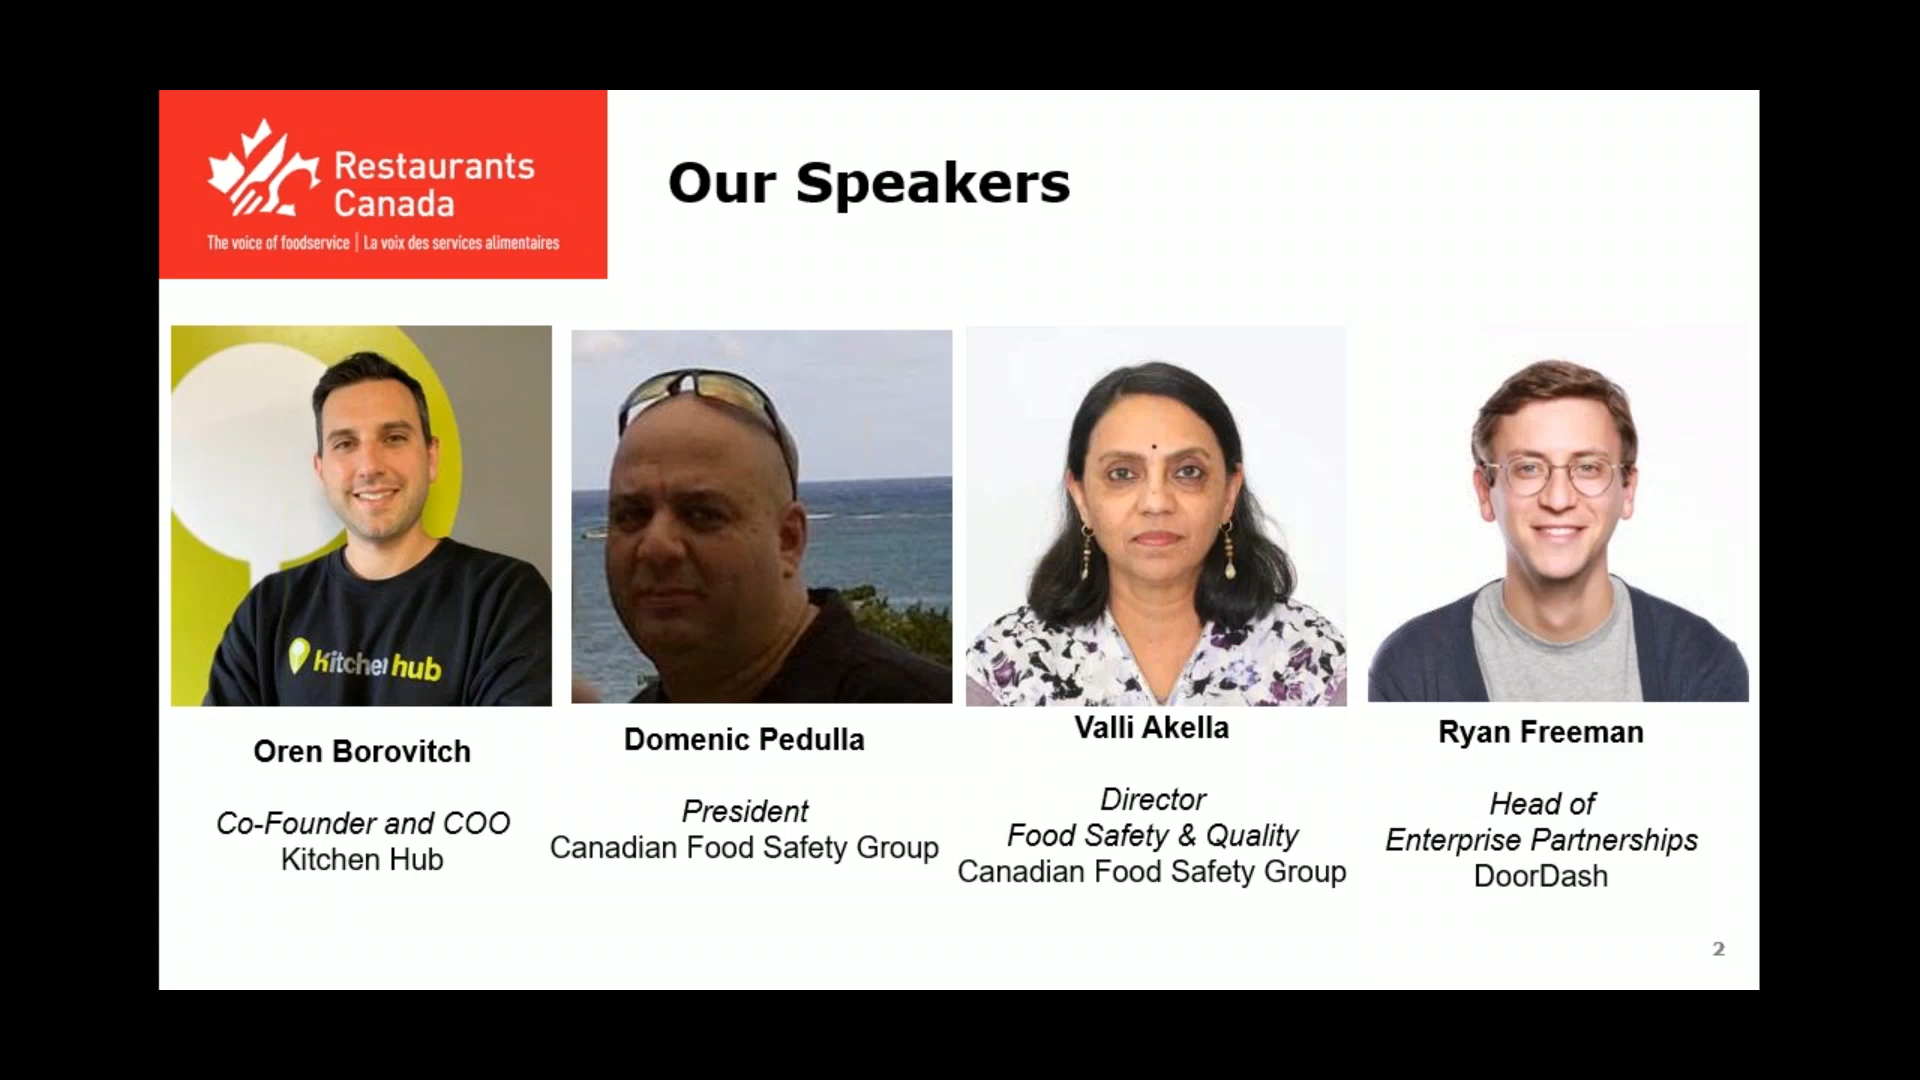 Restaurants
Canada
The voice of foodservice | La voix des services alimentaires
Our Speakers
Kitchen hub
Oren Borovitch
Co-Founder and COO
Kitchen Hub
Domenic Pedulla
President
Canadian Food Safety Group
Valli Akella
Director
Food Safety & Quality
Canadian Food Safety Group
Ryan Freeman
Head of
Enterprise Partnerships
DoorDash
2